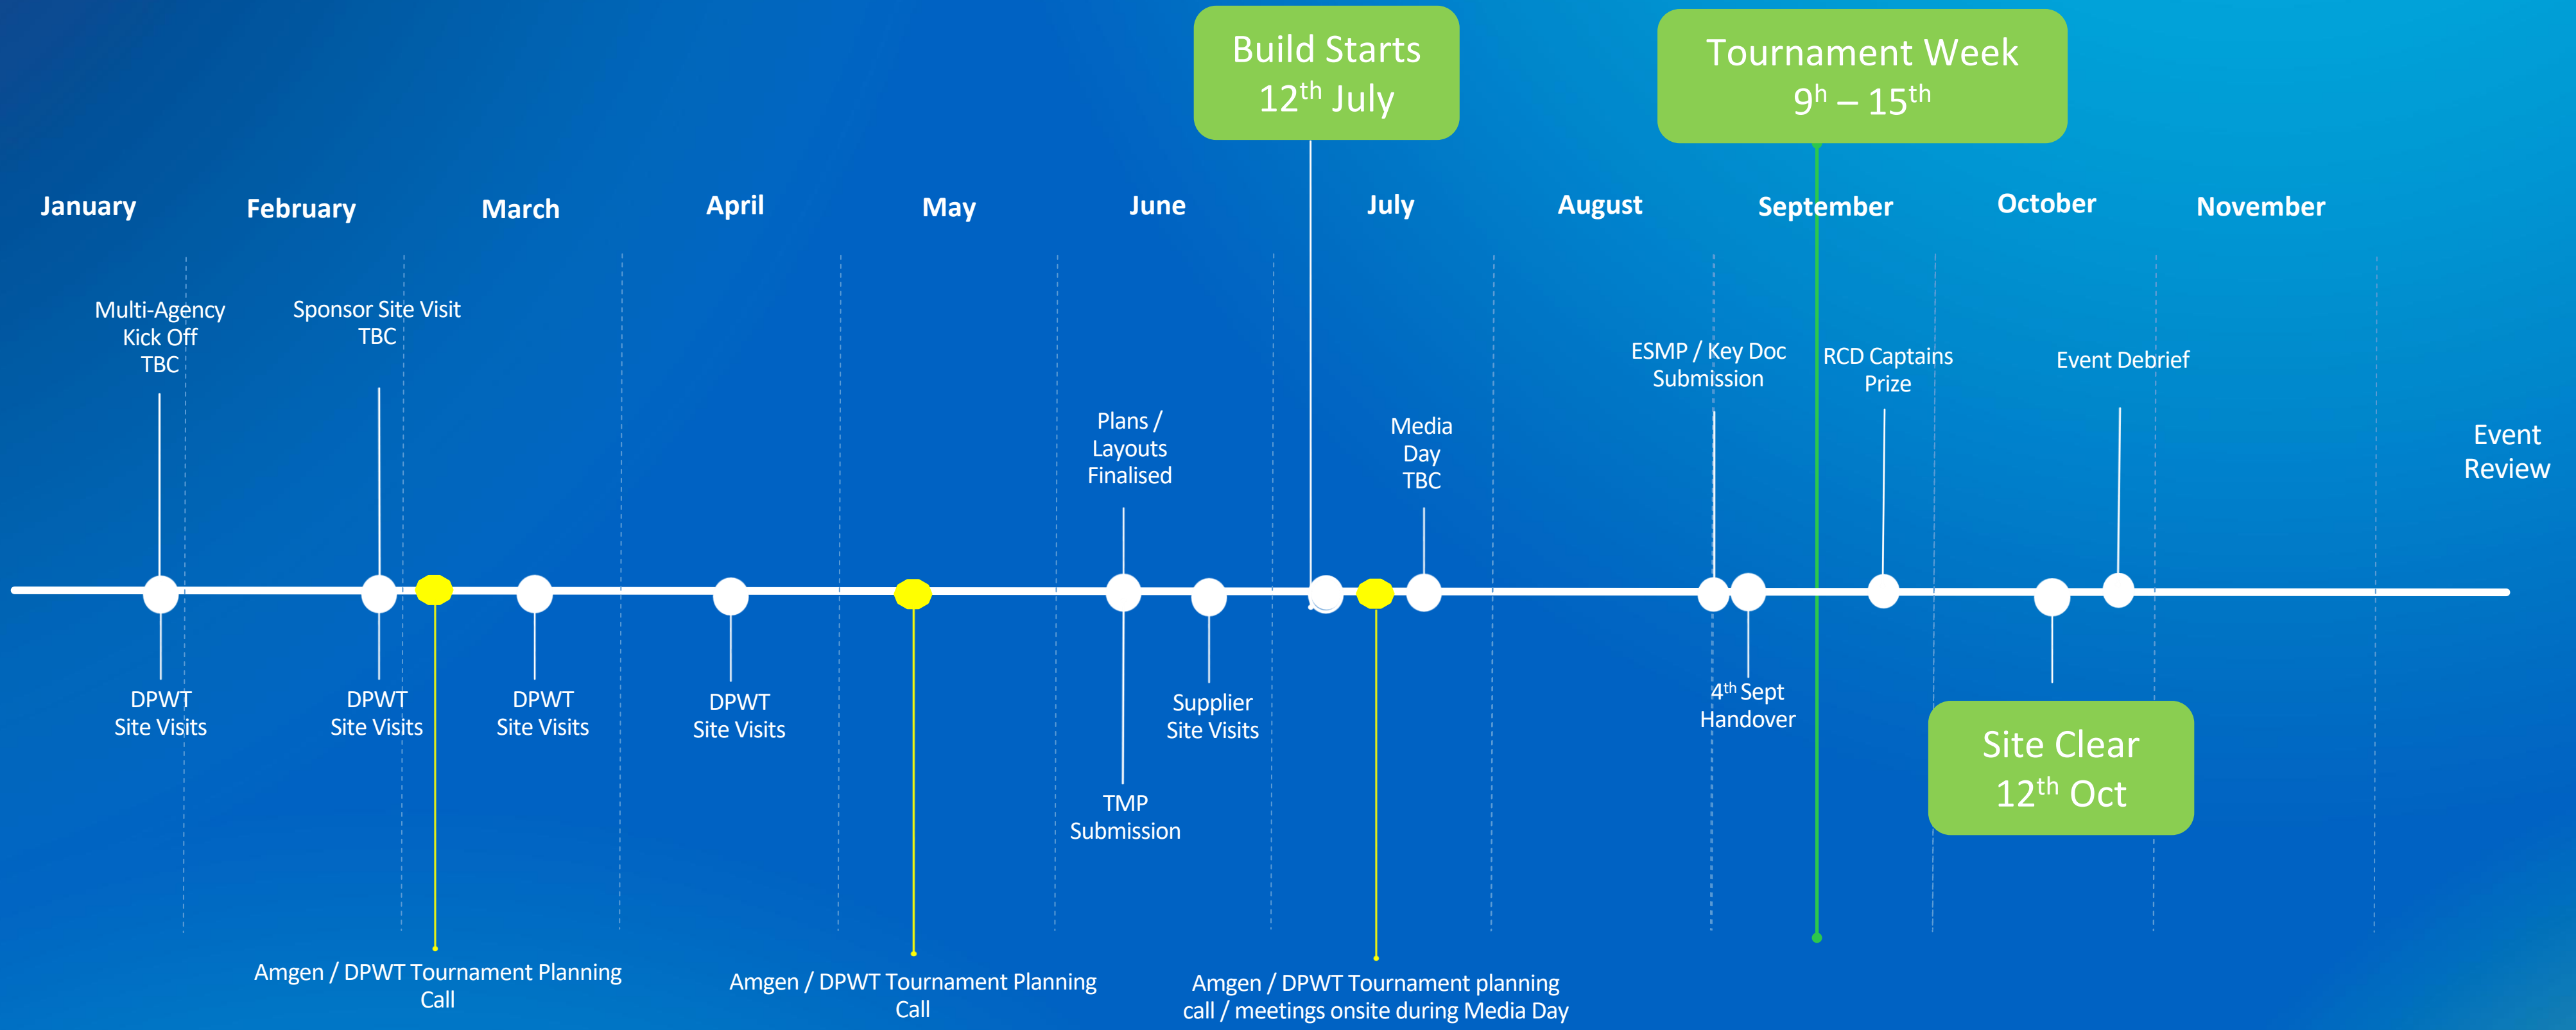 Build Starts
12th July
Tournament Week
9h – 15th
January
February
March
April
May
June
July
August
September
October
November
Multi-Agency
Kick Off
TBC
Sponsor Site Visit
TBC
Plans /
Layouts
Finalised
Media
Day
TBC
ESMP / Key Doc
Submission
RCD Captains
Prize
Event Debrief
Event
Review
DPWT
Site Visits
DPWT
Site Visits
DPWT
Site Visits
DPWT
Site Visits
Supplier
Site Visits
4th Sept
Handover
TMP
Submission
Site Clear
12th Oct
Amgen / DPWT Tournament Planning
Call
Amgen / DPWT Tournament Planning
Call
Amgen / DPWT Tournament planning
call / meetings onsite during Media Day